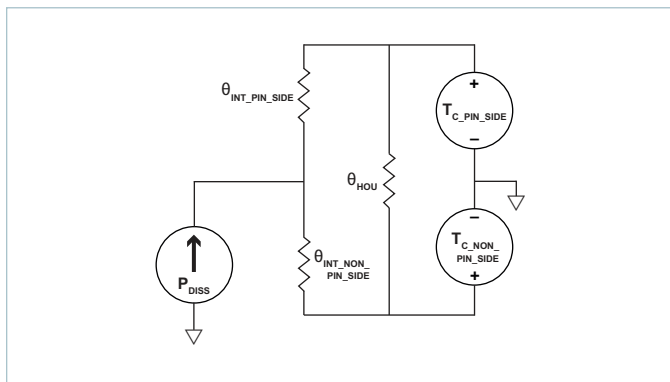 θINT_PIN_SIDE
+
TC_PIN_SIDE
–
θHOU
–
TC_NON_
PIN_SIDE
+
θINT_NON_
PIN_SIDE
PDISS